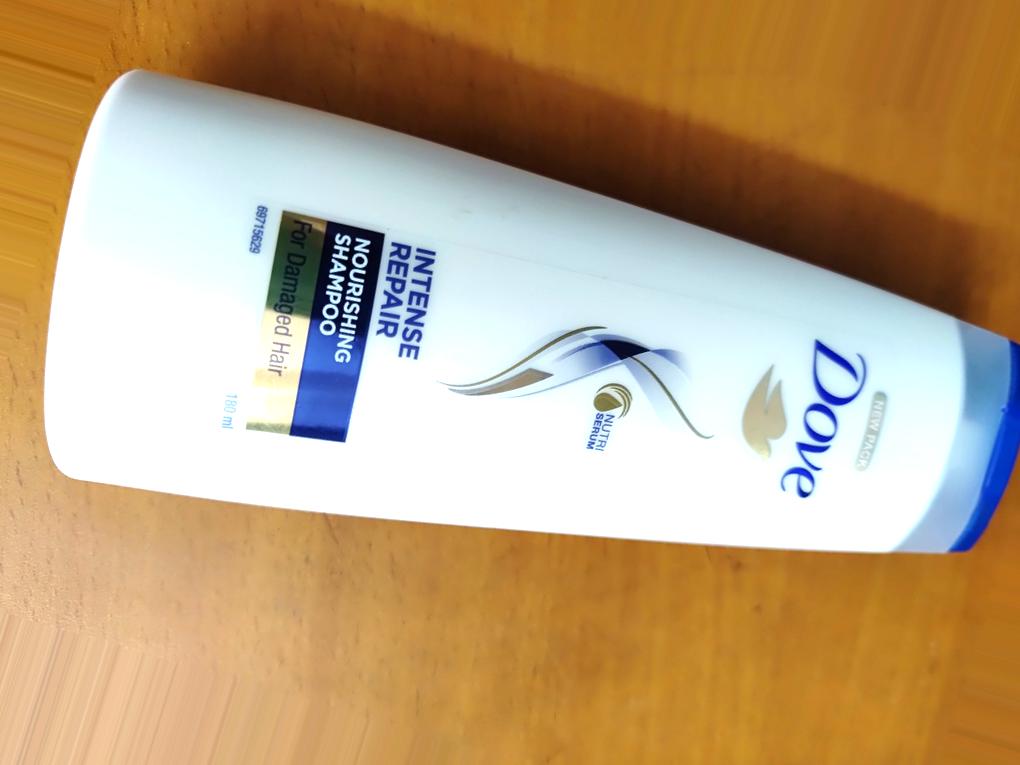 NEW PACK
Dove
NUTRI
SERUM
INTENSE
REPAIR
NOURISHING
SHAMPOO
For Damaged Hair
69715629
180 ml